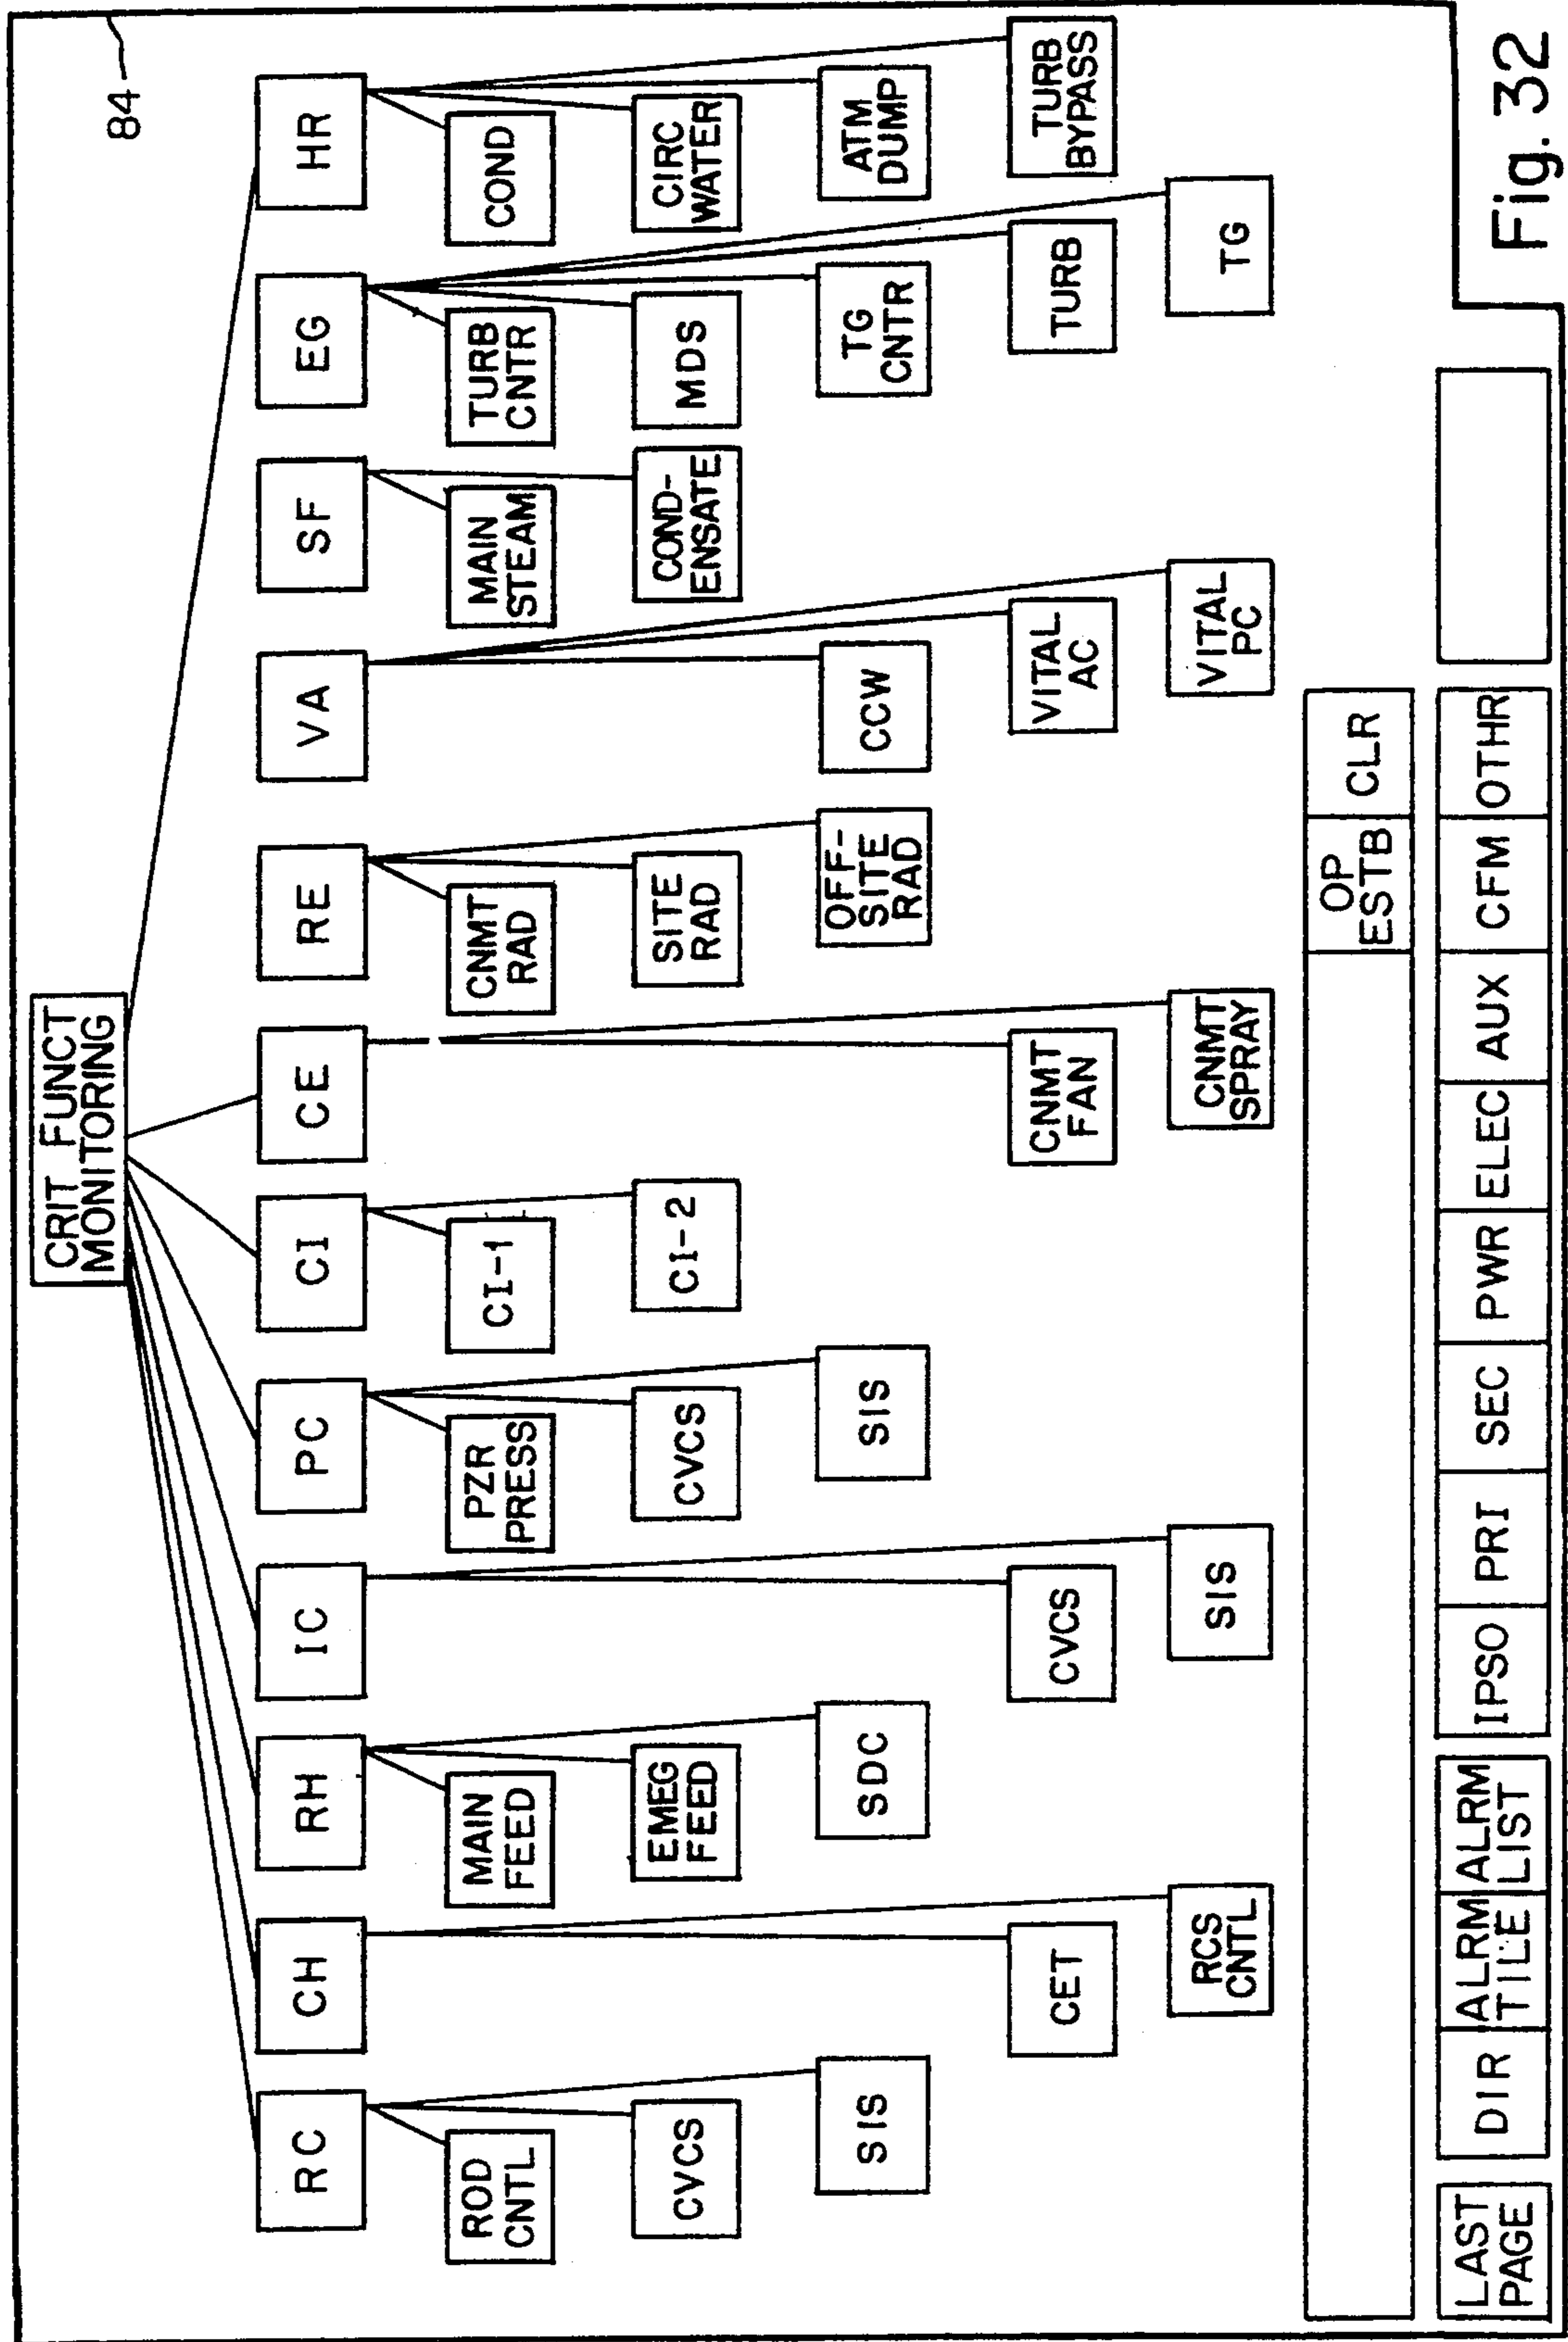 84
CRIT FUNCT
MONITORING
RC
CH
RH
IC
PC
CI
CE
RE
VA
SF
EG
HR
ROD
CNTL
MAIN
FEED
PZR
PRESS
CI-1
CNMT
RAD
MAIN
STEAM
TURB
CNTR
COND
CVCS
EMEG
FEED
CVCS
CI-2
SITE
RAD
COND-
ENSATE
MDS
CIRC
WATER
SIS
SDC
SIS
OFF-
SITE
RAD
CCW
TG
CNTR
ATM
DUMP
CET
CVCS
CNMT
FAN
VITAL
AC
TURB
TURB
BYPASS
RCS
CNTL
SIS
CNMT
SPRAY
VITAL
PC
TG
OP
ESTB
CLR
LAST
PAGE
DIR
ALRM
TILE
ALRM
LIST
IPSO
PRI
SEC
PWR
ELEC
AUX
CFM
OTHR
Fig. 32